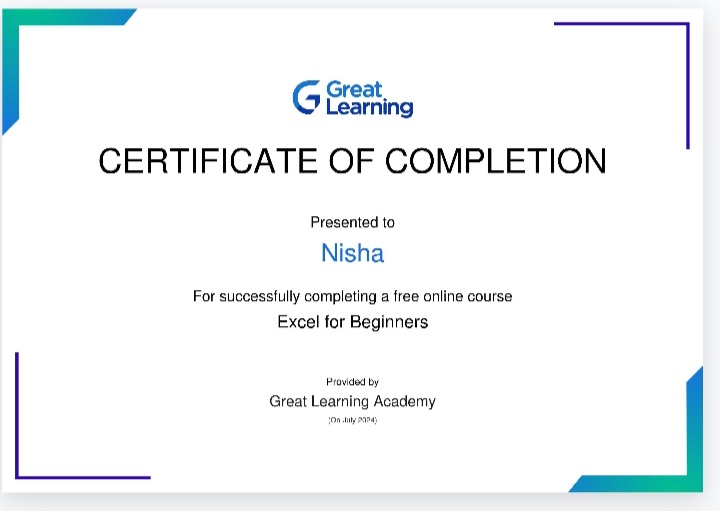 Great
Learning
CERTIFICATE OF COMPLETION
Presented to
Nisha
For successfully completing a free online course
Excel for Beginners
Provided by
Great Learning Academy
(On July 2024)